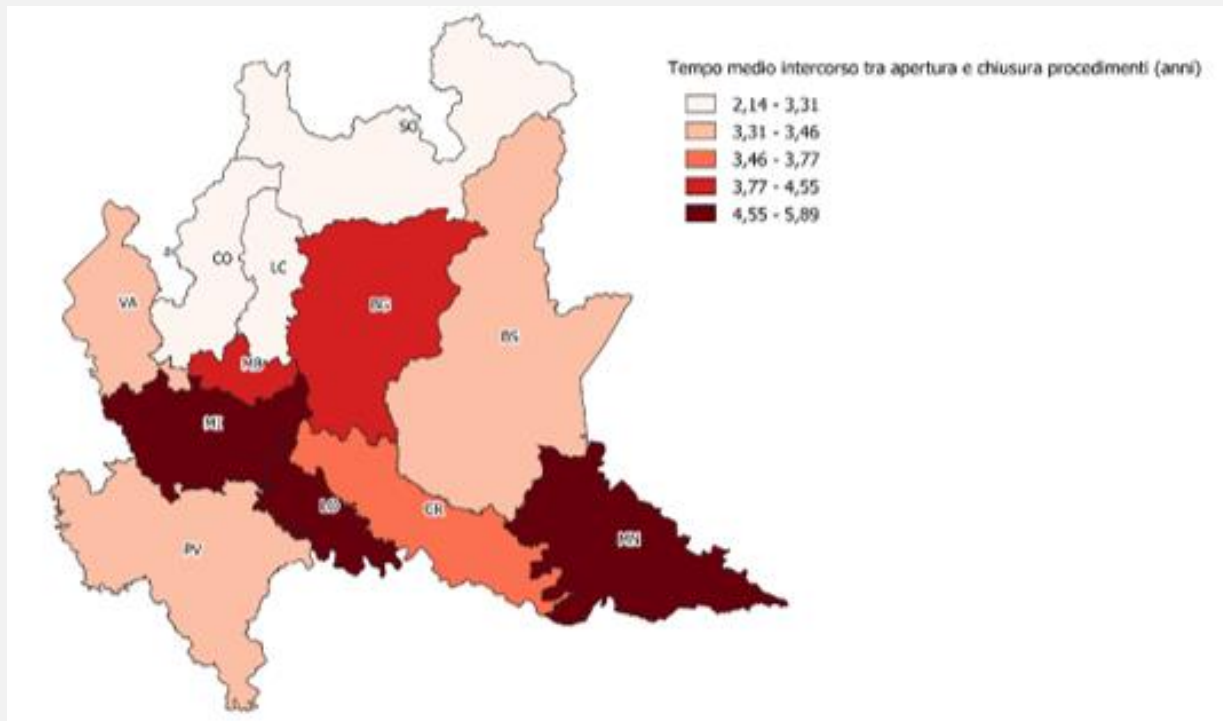 Tempo medio intercorso tra apertura e chiusura procedimenti (anni)
2,14 - 3,31
3,31 - 3,46
3,46 - 3,77
3,77 - 4,55
4,55 - 5,89
SO
CO
LC
VA
BG
BS
MB
MI
LO
CR
MN
PV